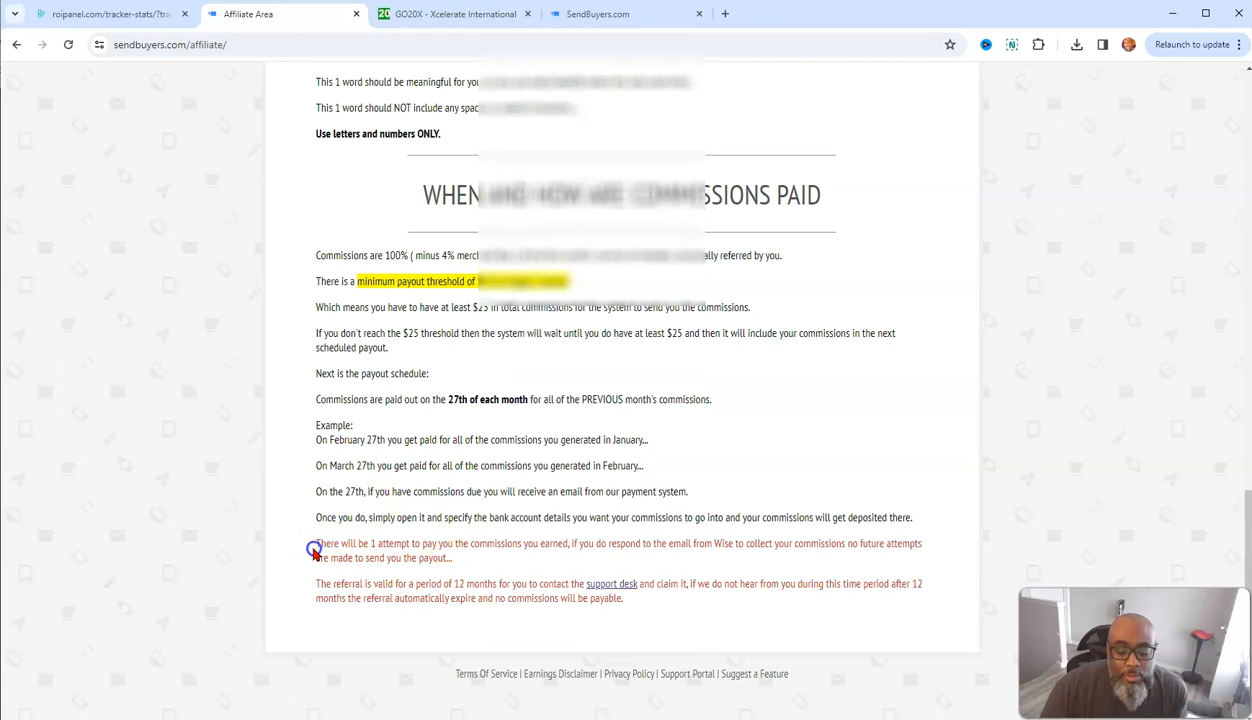 roipanel.com/tracker-stats/?tra
Affiliate Area
GO20X - Xcelerate International
SendBuyers.com
sendbuyers.com/affiliate/
Relaunch to update
This 1 word should be meaningful for you
This 1 word should NOT include any spac
Use letters and numbers ONLY.
WHEN AND HOW ARE COMMISSIONS PAID
Commissions are 100% ( minus 4% merch ally referred by you.
There is a minimum payout threshold of
Which means you have to have at least $25 in total commissions for the system to send you the commissions.
If you don't reach the $25 threshold then the system will wait until you do have at least $25 and then it will include your commissions in the next
scheduled payout.
Next is the payout schedule:
Commissions are paid out on the 27th of each month for all of the PREVIOUS month's commissions.
Example:
On February 27th you get paid for all of the commissions you generated in January...
On March 27th you get paid for all of the commissions you generated in February...
On the 27th, if you have commissions due you will receive an email from our payment system.
Once you do, simply open it and specify the bank account details you want your commissions to go into and your commissions will get deposited there.
There will be 1 attempt to pay you the commissions you earned, if you do respond to the email from Wise to collect your commissions no future attempts
are made to send you the payout...
The referral is valid for a period of 12 months for you to contact the support desk and claim it, if we do not hear from you during this time period after 12
months the referral automatically expire and no commissions will be payable.
Terms Of Service | Earnings Disclaimer | Privacy Policy | Support Portal | Suggest a Feature